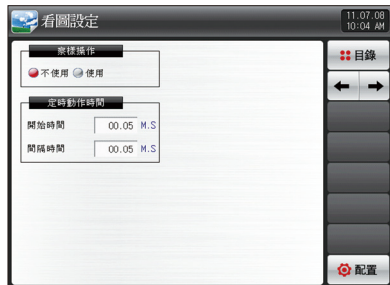 看圖設定
11.07.08
10:04 AM
泉樣操作
不使用 使用
定時動作時間
開始時間 00.05 M.S
間隔時間 00.05 M.S
目錄
配置